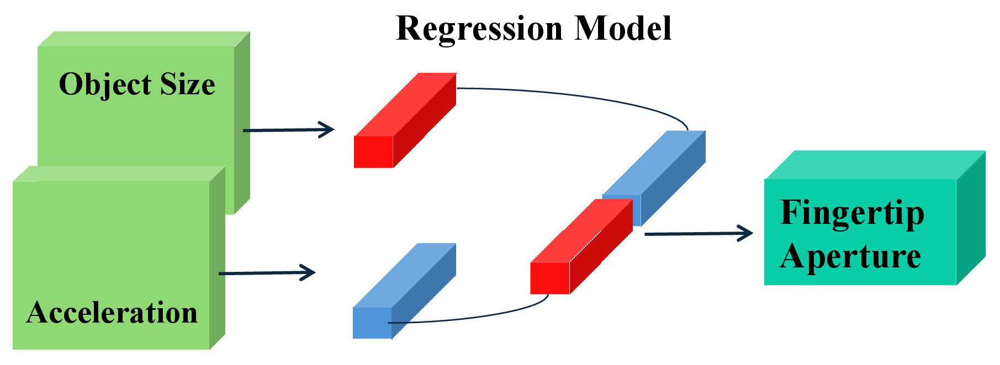 Regression Model
Object Size
Acceleration
Fingertip
Aperture